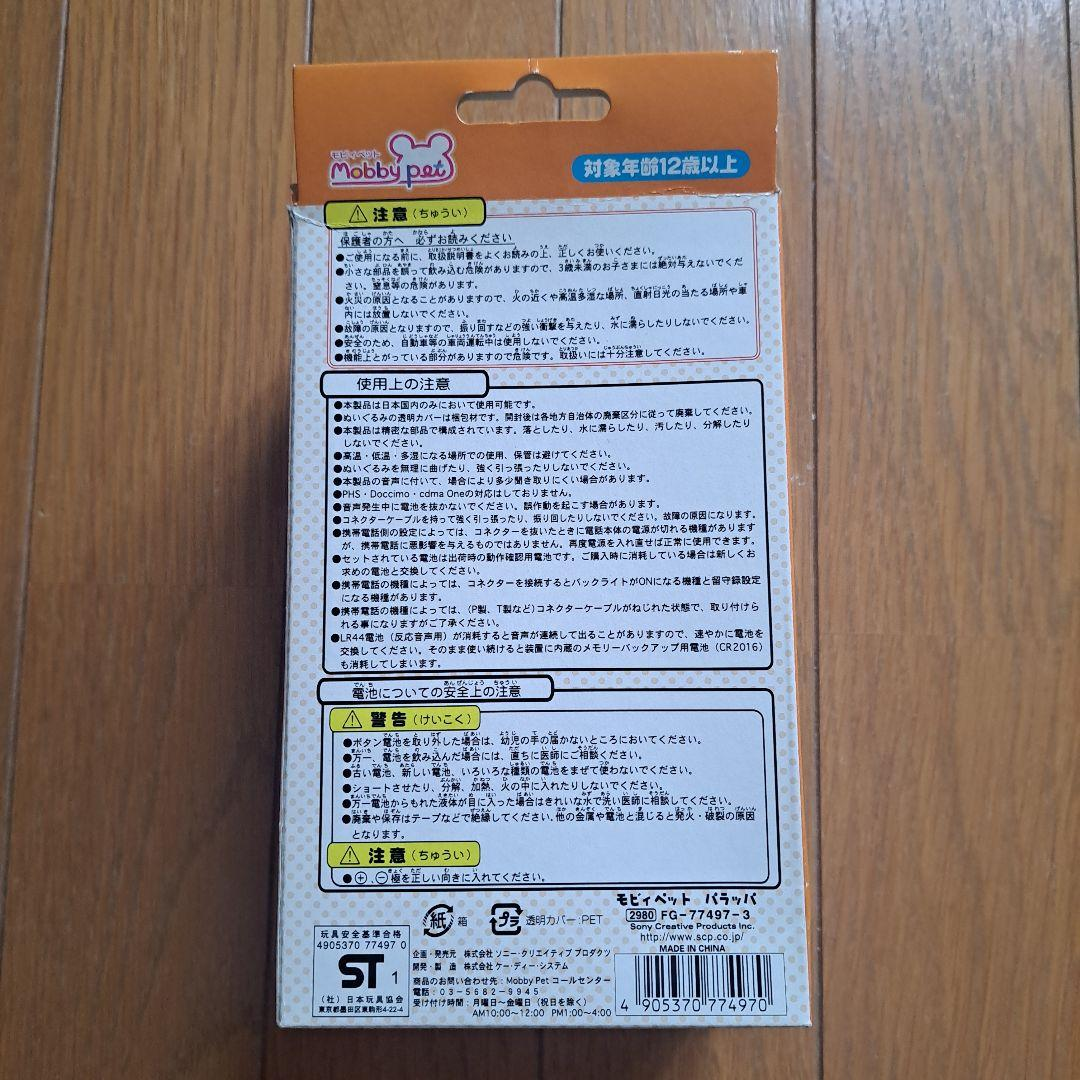 モビィペット
Mobby pet
対象年齢12歳以上
注意(ちゅうい)
保護者の方へ 必ずお読みください
●ご使用になる前に、取扱説明書をよくお読みの上、正しくお使いください。
●小さな部品を誤って飲み込む危険がありますので、3歳未満のお子さまには絶対与えないでくだ
さい。窒息等の危険があります。
●火災の原因となることがありますので、火の近くや高温多湿な場所、直射日光の当たる場所や車
内には放置しないでください。
●故障の原因となりますので、振り回すなどの強い衝撃を与えたり、水に濡らしたりしないでください。
●安全のため、自動車等の車両運転中は使用しないでください。
●機能上とがっている部分がありますので危険です。取扱いには十分注意してください。
使用上の注意
●本製品は日本国内のみにおいて使用可能です。
●ぬいぐるみの透明カバーは梱包材です。開封後は各地方自治体の廃棄区分に従って廃棄してください。
●本製品は精密な部品で構成されています。落としたり、水に濡らしたり、汚したり、分解したり
しないでください。
●高温・低温・多湿になる場所での使用、保管は避けてください。
●ぬいぐるみを無理に曲げたり、強く引っ張ったりしないでください。
●本製品の音声に付いて、場合により多少聞き取りにくい場合があります。
●PHS・Doccimo・cdma Oneの対応はしておりません。
●音声発生中に電池を抜かないでください。誤作動を起こす場合があります。
●コネクターケーブルを持って強く引っ張ったり、振り回したりしないでください。故障の原因になります。
●携帯電話側の設定によっては、コネクターを抜いたときに電話本体の電源が切れる機種があります
が、携帯電話に悪影響を与えるものではありません。再度電源を入れ直せば正常に使用できます。
●セットされている電池は出荷時の動作確認用電池です。ご購入時に消耗している場合は新しくお
求めの電池と交換してください。
●携帯電話の機種によっては、コネクターを接続するとバックライトがONになる機種と留守録設定
になる機種があります。
●携帯電話の機種によっては、(P製、T製など)コネクターケーブルがねじれた状態で、取り付けら
れる事になりますがご了承ください。
●LR44電池(反応音声用)が消耗すると音声が連続して出ることがありますので、速やかに電池を
交換してください。そのまま使い続けると装置に内蔵のメモリーバックアップ用電池(CR2016)
も消耗してしまいます。
電池についての安全上の注意
警告(けいこく)
●ボタン電池を取り外した場合は、幼児の手の届かないところにおいてください。
●万一、電池を飲み込んだ場合には、直ちに医師にご相談ください。
●古い電池、新しい電池、いろいろな種類の電池をまぜて使わないでください。
●ショートさせたり、分解、加熱、火の中に入れたりしないでください。
●万一電池からもれた液体が目に入った場合はきれいな水で洗い医師に相談してください。
●廃棄や保存はテープなどで絶縁してください。他の金属や電池と混じると発火・破裂の原因
となります。
注意(ちゅうい)
●⊕、⊖極を正しい向きに入れてください。
モビィペット パラッパ
2980 FG-77497-3
Sony Creative Products Inc.
http://www.scp.co.jp/
MADE IN CHINA
紙 箱 プラ 透明カバー:PET
玩具安全基準合格
4905370 77497 0
ST 1
(社)日本玩具協会
東京都墨田区東駒形4-22-4
企画・発売元 株式会社 ソニー・クリエイティブ プロダクツ
開発・製造 株式会社 ケー・ディー・システム
商品のお問い合わせ先:Mobby Pet コールセンター
電話:03-5682-9945
受け付け時間:月曜日〜金曜日(祝日を除く)
AM10:00〜12:00 PM1:00〜4:00
4 905370 774970